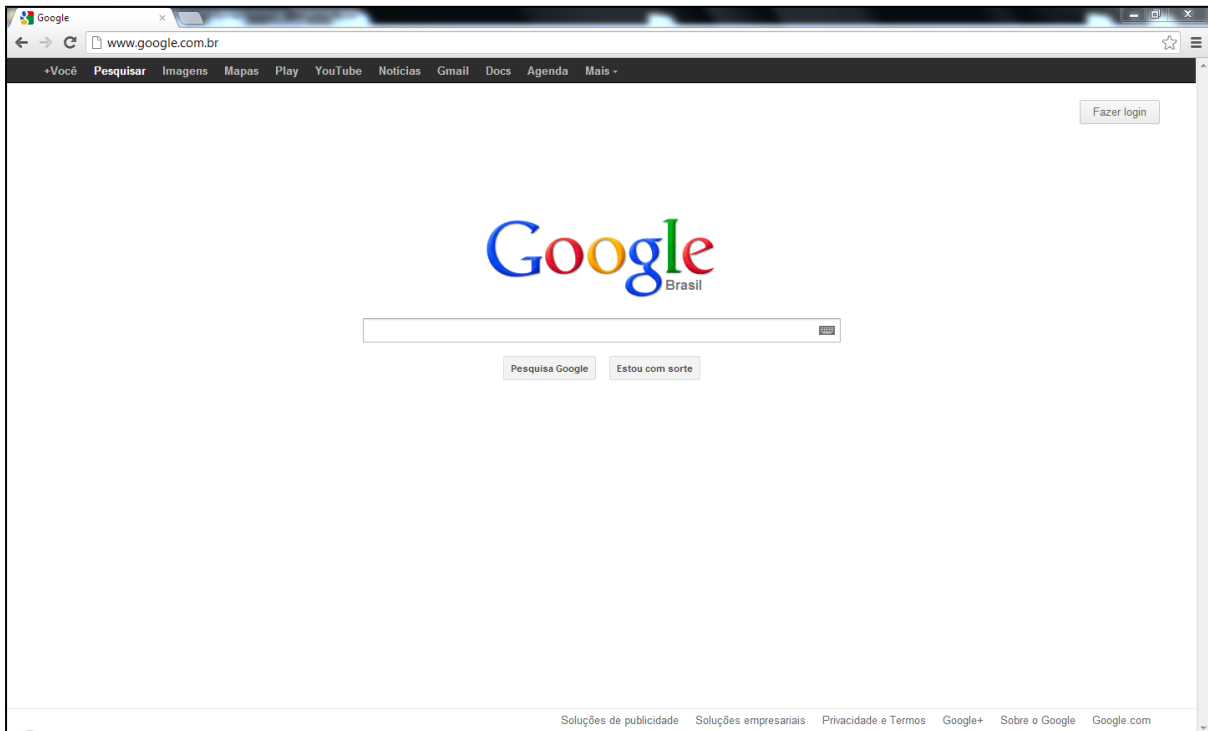 Google
www.google.com.br
+Você Pesquisar Imagens Mapas Play YouTube Notícias Gmail Docs Agenda Mais
Fazer login
Google
Brasil
Pesquisa Google Estou com sorte
Soluções de publicidade Soluções empresariais Privacidade e Termos Google+ Sobre o Google Google.com